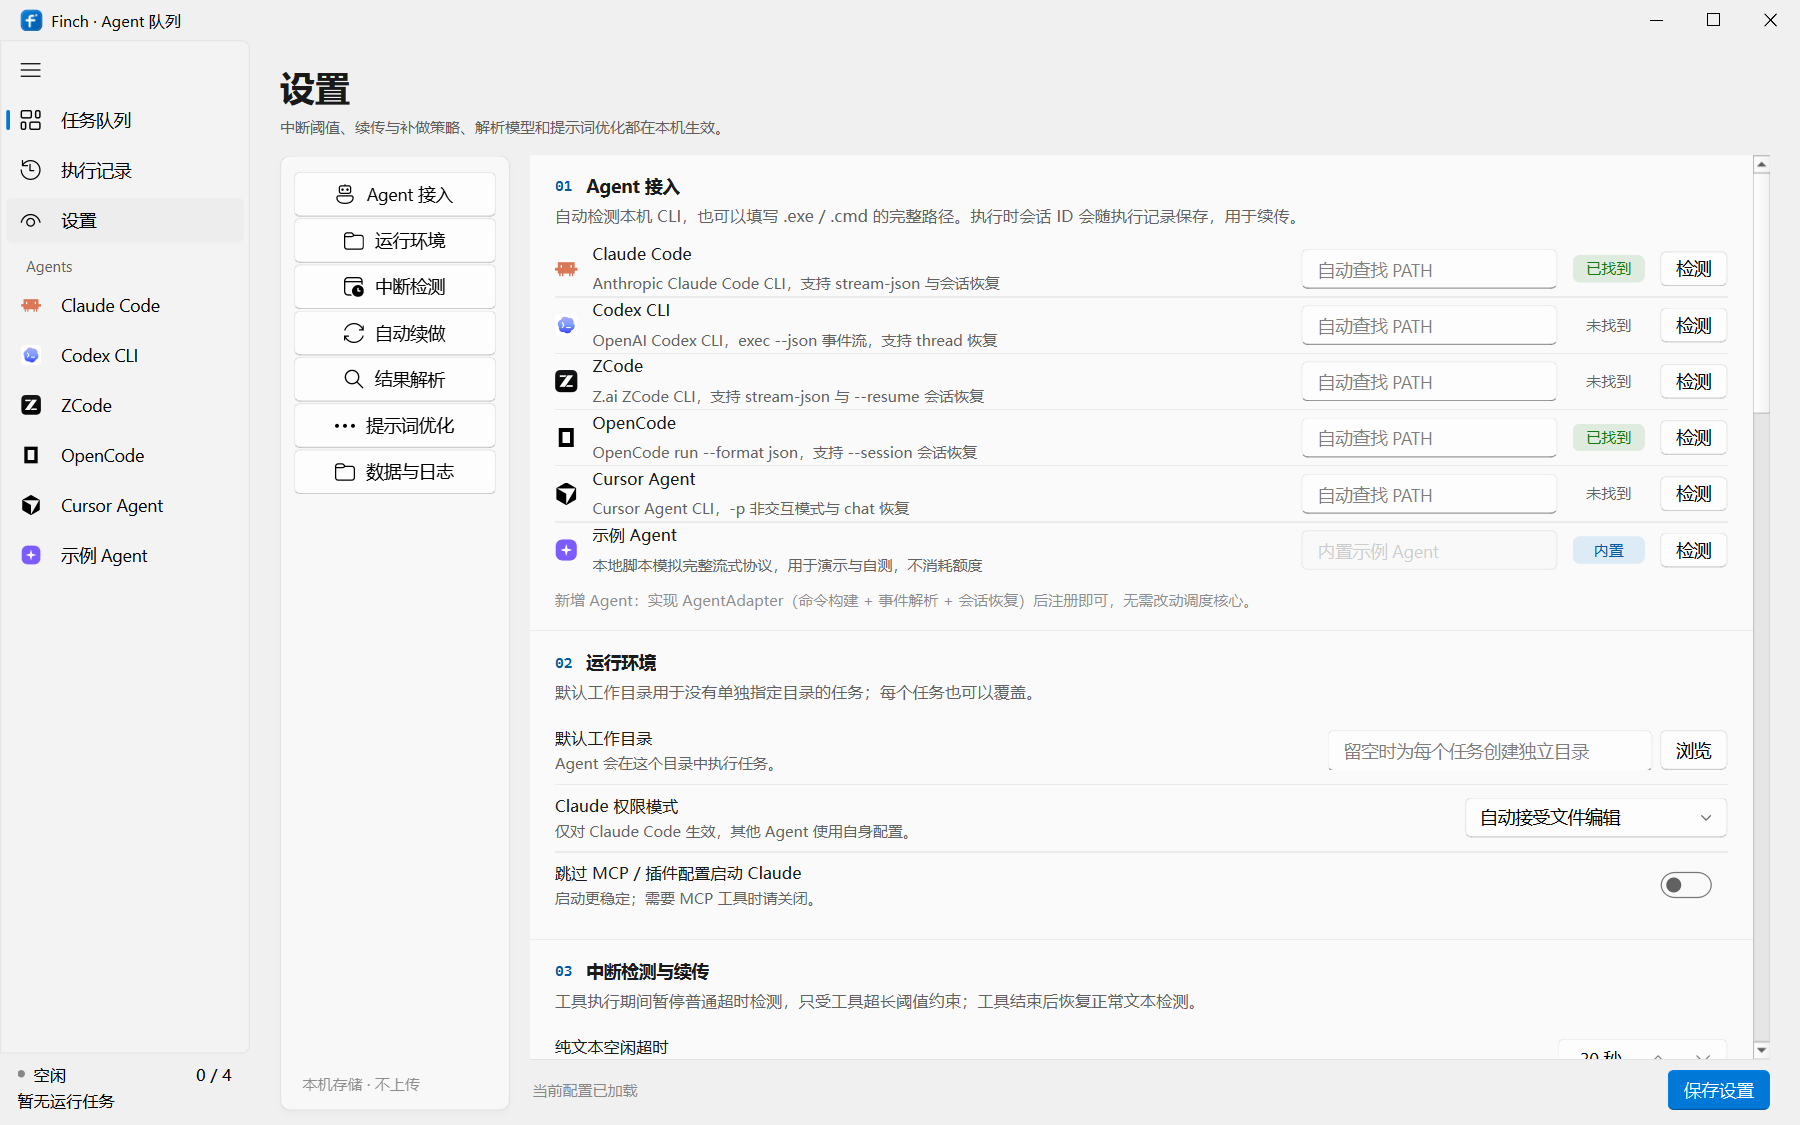 Finch · Agent 队列
任务队列
执行记录
设置
Agents
Claude Code
Codex CLI
ZCode
OpenCode
Cursor Agent
示例 Agent
空闲
0 / 4
暂无运行任务
设置
中断阈值、续传与补做策略、解析模型和提示词优化都在本机生效。
Agent 接入
运行环境
中断检测
自动续做
结果解析
提示词优化
数据与日志
本机存储 · 不上传
01 Agent 接入
自动检测本机 CLI，也可以填写 .exe / .cmd 的完整路径。执行时会话 ID 会随执行记录保存，用于续传。
Claude Code
Anthropic Claude Code CLI，支持 stream-json 与会话恢复
自动查找 PATH
已找到
检测
Codex CLI
OpenAI Codex CLI，exec --json 事件流，支持 thread 恢复
自动查找 PATH
未找到
检测
ZCode
Z.ai ZCode CLI，支持 stream-json 与 --resume 会话恢复
自动查找 PATH
未找到
检测
OpenCode
OpenCode run --format json，支持 --session 会话恢复
自动查找 PATH
已找到
检测
Cursor Agent
Cursor Agent CLI，-p 非交互模式与 chat 恢复
自动查找 PATH
未找到
检测
示例 Agent
本地脚本模拟完整流式协议，用于演示与自测，不消耗额度
内置示例 Agent
内置
检测
新增 Agent：实现 AgentAdapter（命令构建 + 事件解析 + 会话恢复）后注册即可，无需改动调度核心。
02 运行环境
默认工作目录用于没有单独指定目录的任务；每个任务也可以覆盖。
默认工作目录
Agent 会在这个目录中执行任务。
留空时为每个任务创建独立目录
浏览
Claude 权限模式
仅对 Claude Code 生效，其他 Agent 使用自身配置。
自动接受文件编辑
跳过 MCP / 插件配置启动 Claude
启动更稳定；需要 MCP 工具时请关闭。
03 中断检测与续传
工具执行期间暂停普通超时检测，只受工具超长阈值约束；工具结束后恢复正常文本检测。
纯文本空闲超时
当前配置已加载
保存设置